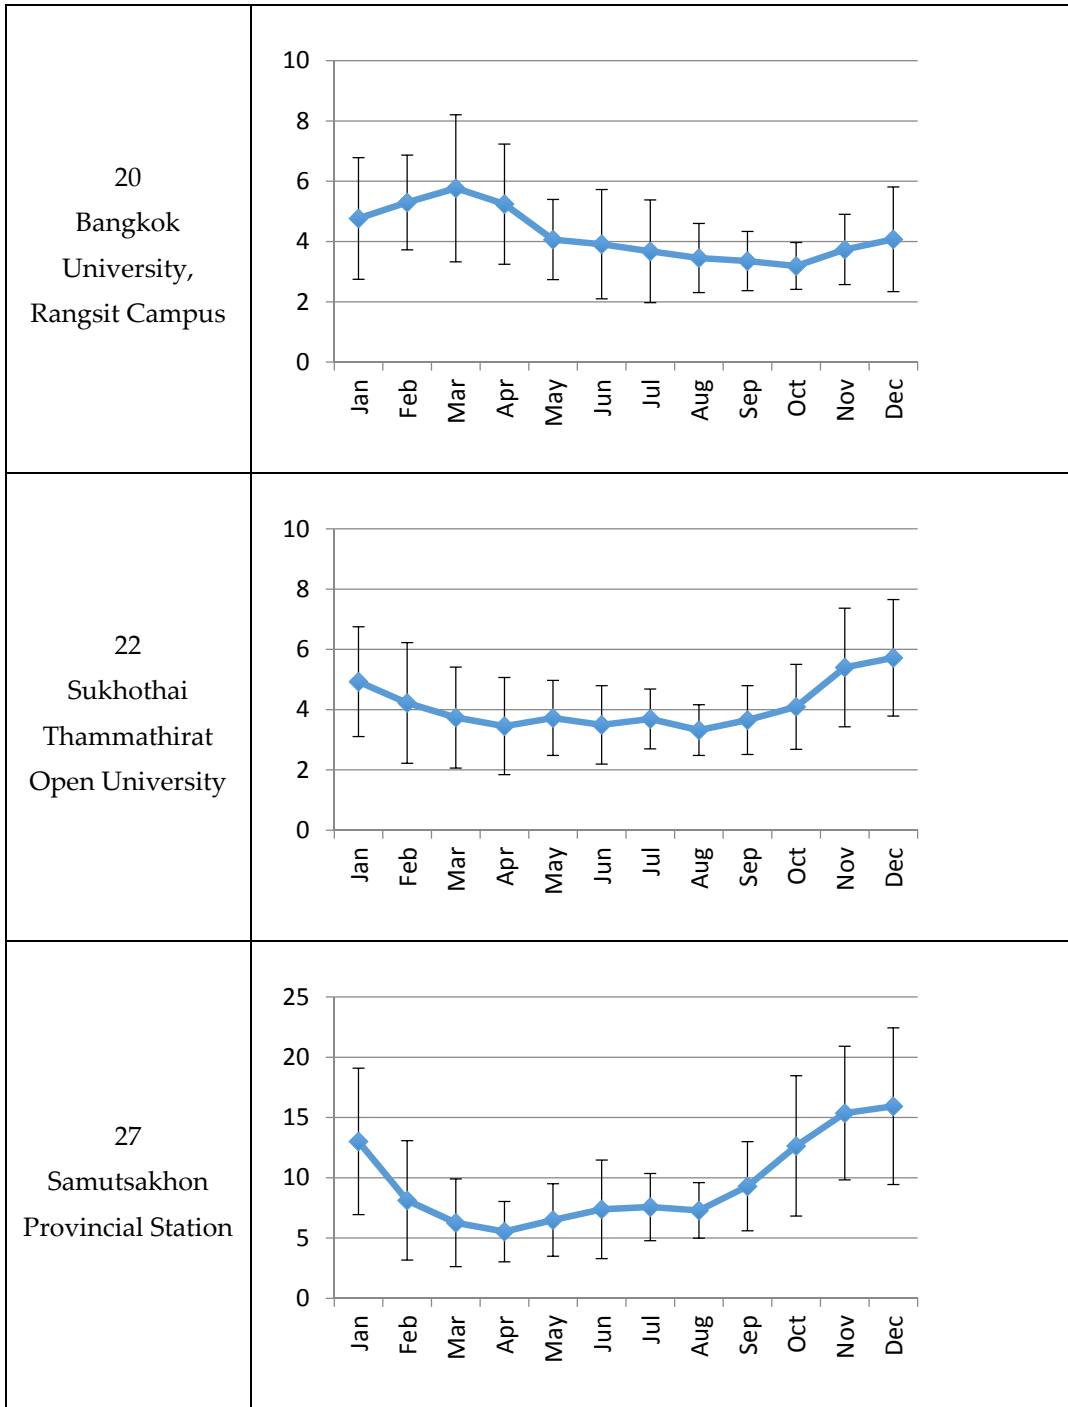 20
Bangkok
University,
Rangsit Campus
10
8
6
4
2
0
Jan Feb Mar Apr May Jun Jul Aug Sep Oct Nov Dec
22
Sukhothai
Thammathirat
Open University
10
8
6
4
2
0
Jan Feb Mar Apr May Jun Jul Aug Sep Oct Nov Dec
27
Samutsakhon
Provincial Station
25
20
15
10
5
0
Jan Feb Mar Apr May Jun Jul Aug Sep Oct Nov Dec